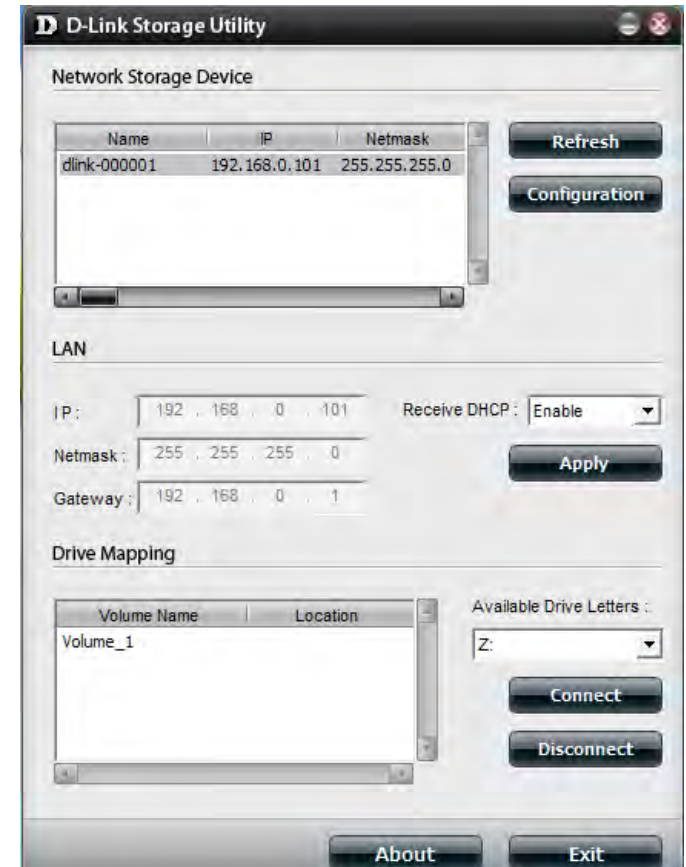 D D-Link Storage Utility
Network Storage Device
Name IP Netmask
Refresh
dlink-000001 192.168.0.101 255.255.255.0
Configuration
LAN
IP: 192 . 168 . 0 . 101 Receive DHCP : Enable
Netmask : 255 . 255 . 255 . 0
Apply
Gateway : 192 . 168 . 0 . 1
Drive Mapping
Volume Name Location
Available Drive Letters :
Volume_1
Z:
Connect
Disconnect
About Exit